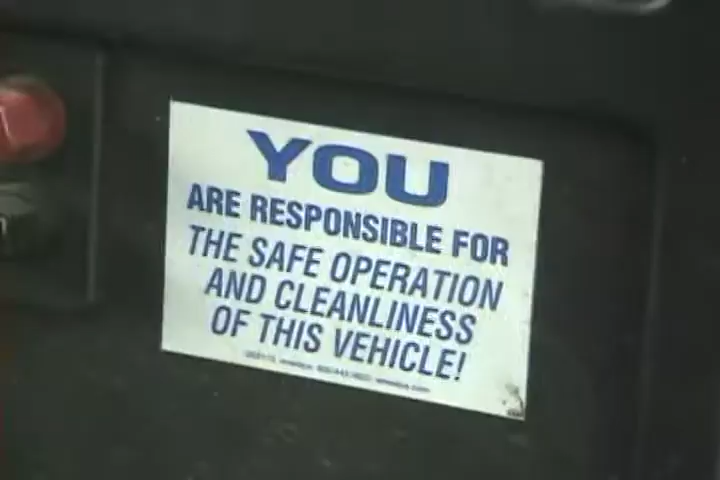 YOU
ARE RESPONSIBLE FOR
THE SAFE OPERATION
AND CLEANLINESS
OF THIS VEHICLE!